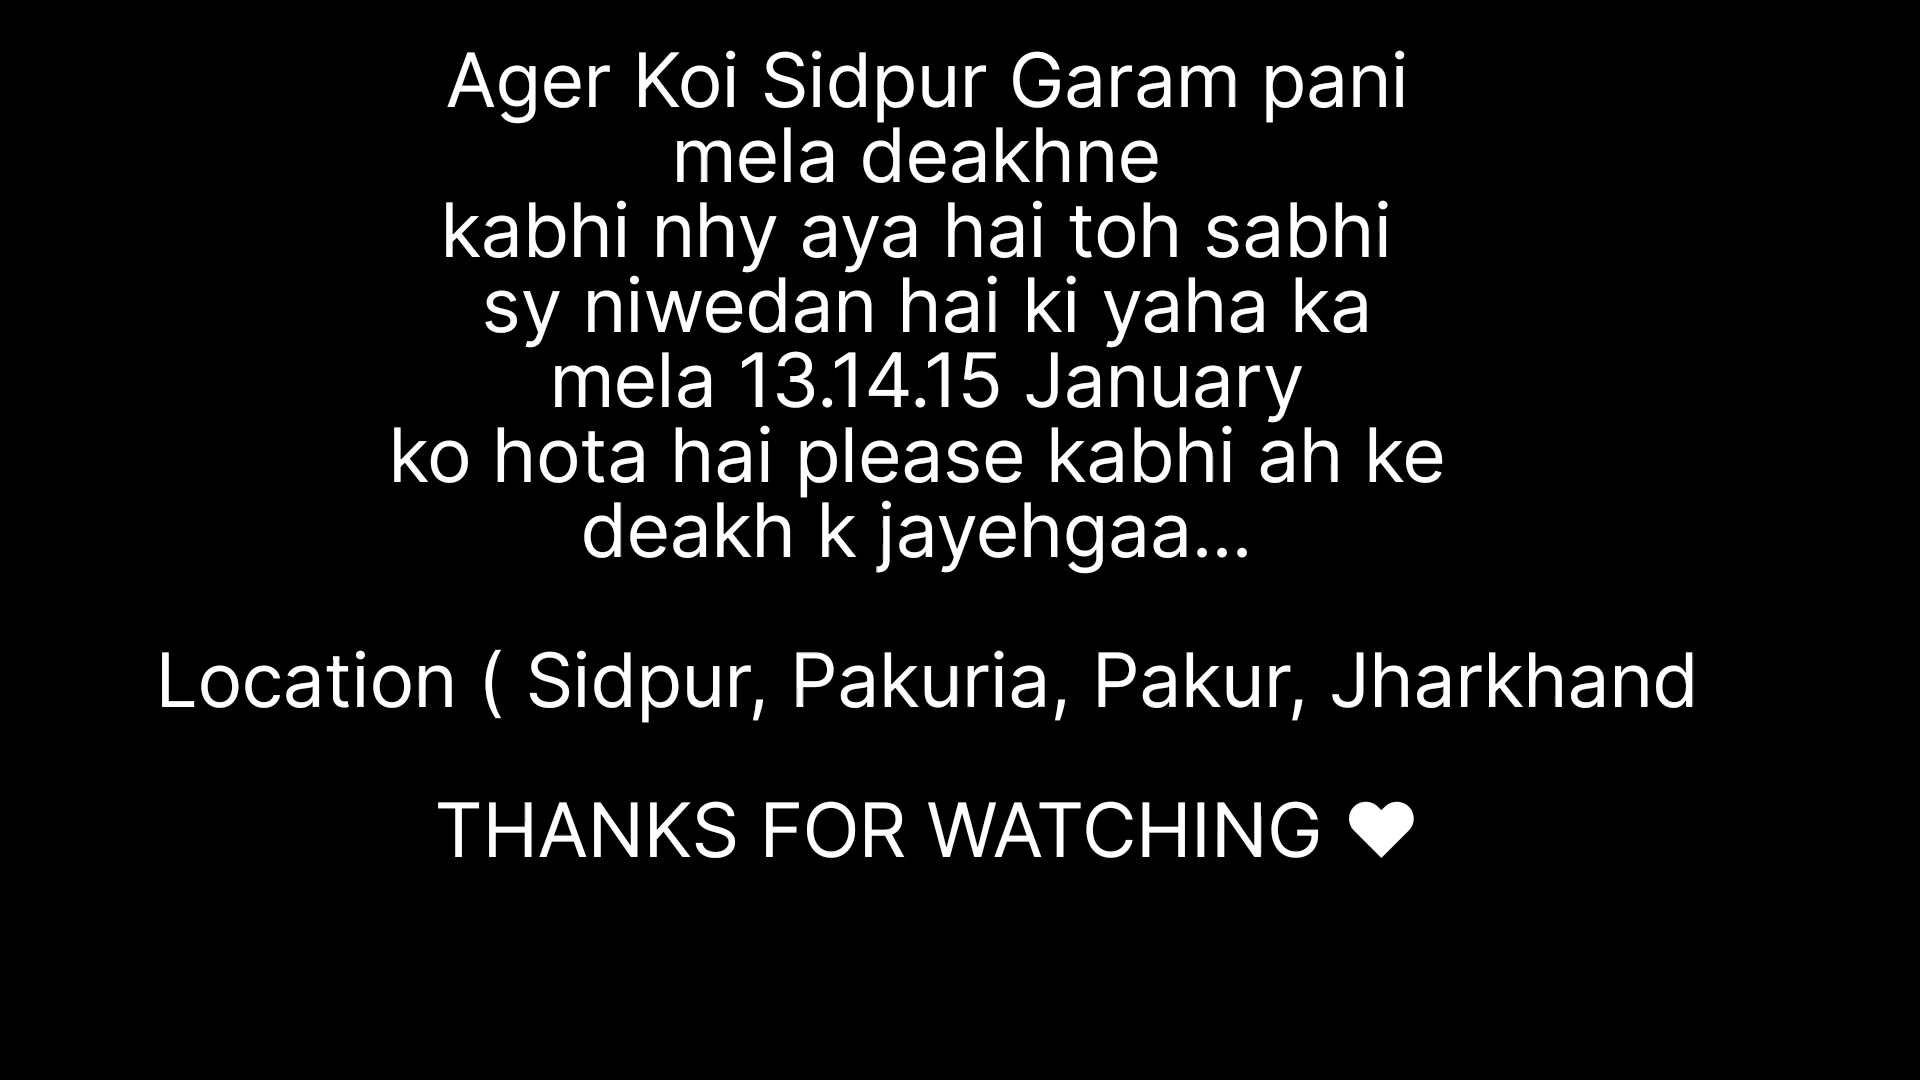 Ager Koi Sidpur Garam pani
mela deakhne
kabhi nhy aya hai toh sabhi
sy niwedan hai ki yaha ka
mela 13.14.15 January
ko hota hai please kabhi ah ke
deakh k jayehgaa...
Location ( Sidpur, Pakuria, Pakur, Jharkhand
THANKS FOR WATCHING ♥